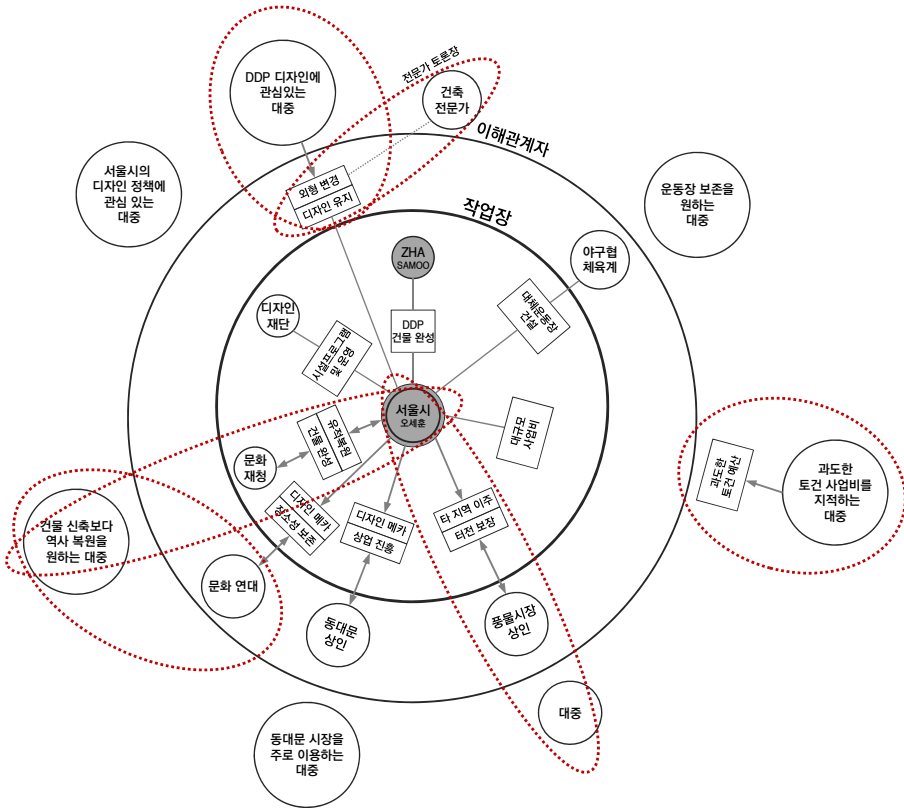 DDP 디자인에
관심있는
대중
전문가 토론장
건축
전문가
이해관계자
서울시의
디자인 정책에
관심 있는
대중
외형 변경
디자인 유지
운동장 보존을
원하는
대중
작업장
ZHA
SAMOO
야구협
체육계
디자인
재단
DDP
건물 완성
대체운동장
건설
시설프로그램
및 운영
서울시
오세훈
대규모
사업비
유적복원
건물 완성
문화
재청
과도한
토건 예산
과도한
토건 사업비를
지적하는
대중
디자인 메카
장소성 보존
디자인 메카
상업 진흥
타 지역 이주
터전 보장
건물 신축보다
역사 복원을
원하는 대중
문화 연대
동대문
상인
풍물시장
상인
대중
동대문 시장을
주로 이용하는
대중